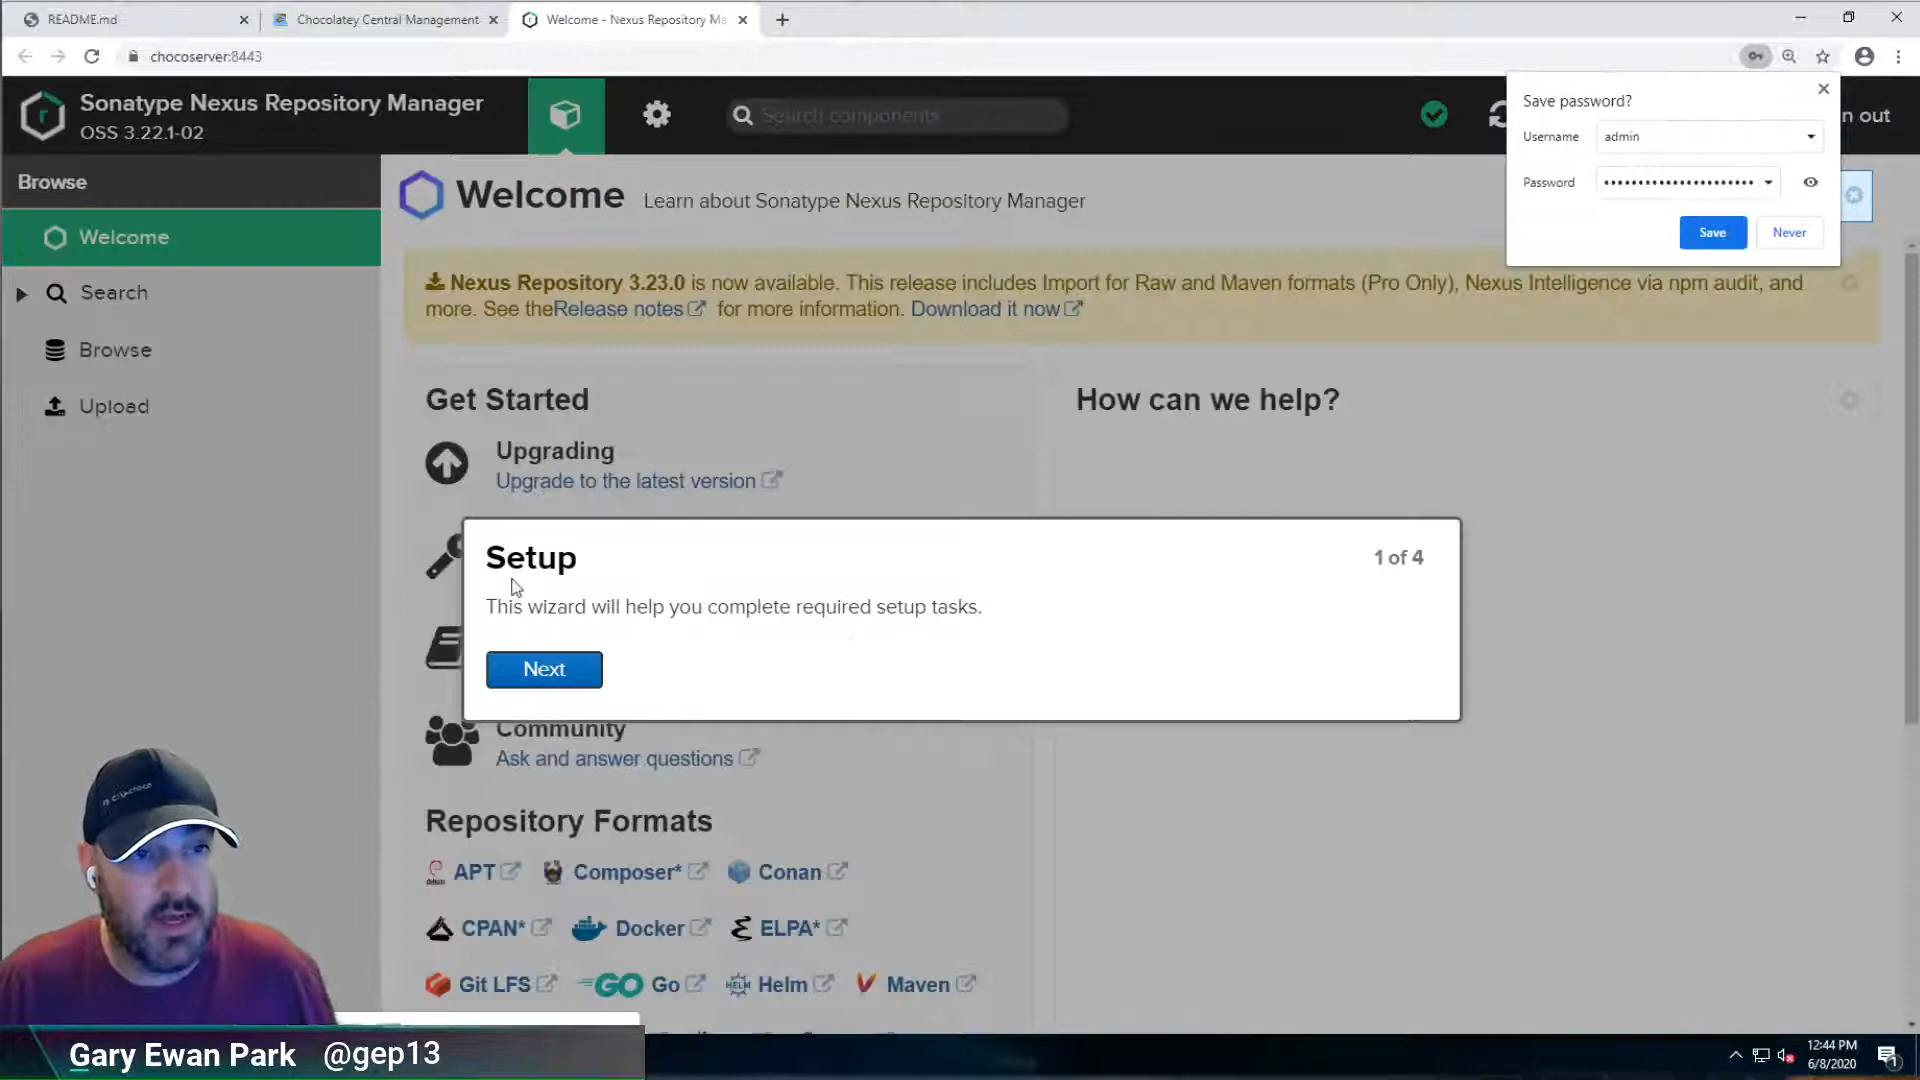 README.md
Chocolatey Central Management
Welcome - Nexus Repository Ma
chocoserver:8443
Sonatype Nexus Repository Manager
OSS 3.22.1-02
Search components
n out
Save password?
Username admin
Password ••••••••••••••••••••••
Save Never
Browse
Welcome
Search
Browse
Upload
Welcome Learn about Sonatype Nexus Repository Manager
Nexus Repository 3.23.0 is now available. This release includes Import for Raw and Maven formats (Pro Only), Nexus Intelligence via npm audit, and
more. See theRelease notes for more information. Download it now
Get Started
How can we help?
Upgrading
Upgrade to the latest version
Setup
1 of 4
This wizard will help you complete required setup tasks.
Next
Community
Ask and answer questions
Repository Formats
APT Composer* Conan
CPAN* Docker ELPA*
Git LFS GO Go Helm Maven
Gary Ewan Park @gep13
12:44 PM
6/8/2020
1